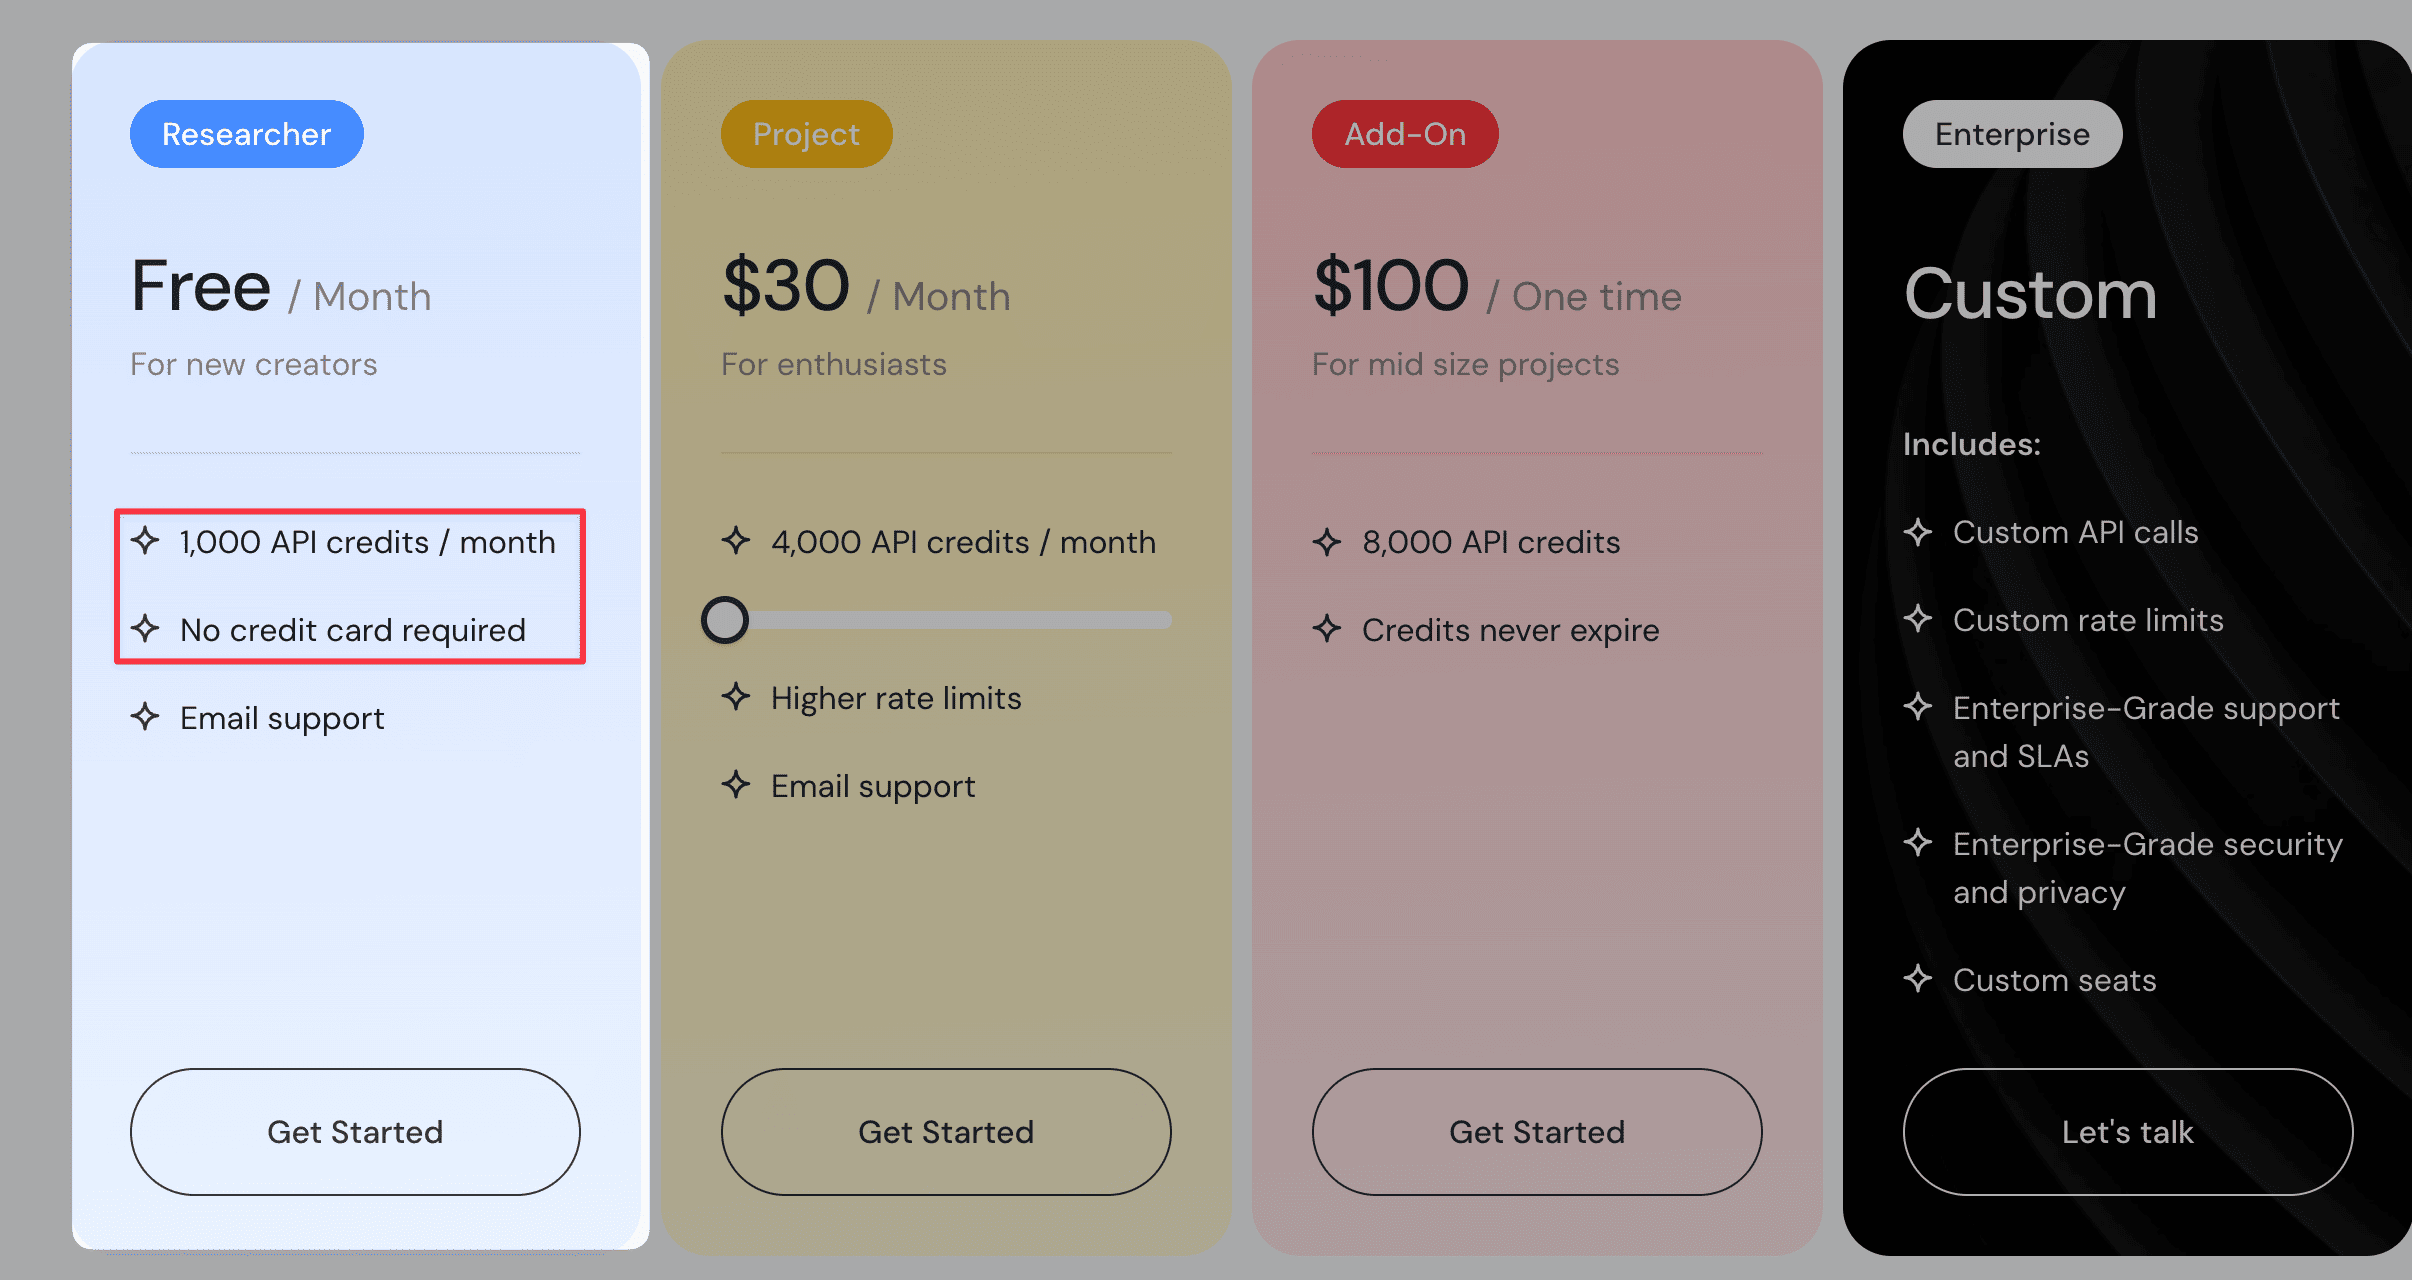 Researcher
Free / Month
For new creators
1,000 API credits / month
No credit card required
Email support
Get Started
Project
$30 / Month
For enthusiasts
4,000 API credits / month
Higher rate limits
Email support
Get Started
Add-On
$100 / One time
For mid size projects
8,000 API credits
Credits never expire
Get Started
Enterprise
Custom
Includes:
Custom API calls
Custom rate limits
Enterprise-Grade support
and SLAs
Enterprise-Grade security
and privacy
Custom seats
Let's talk